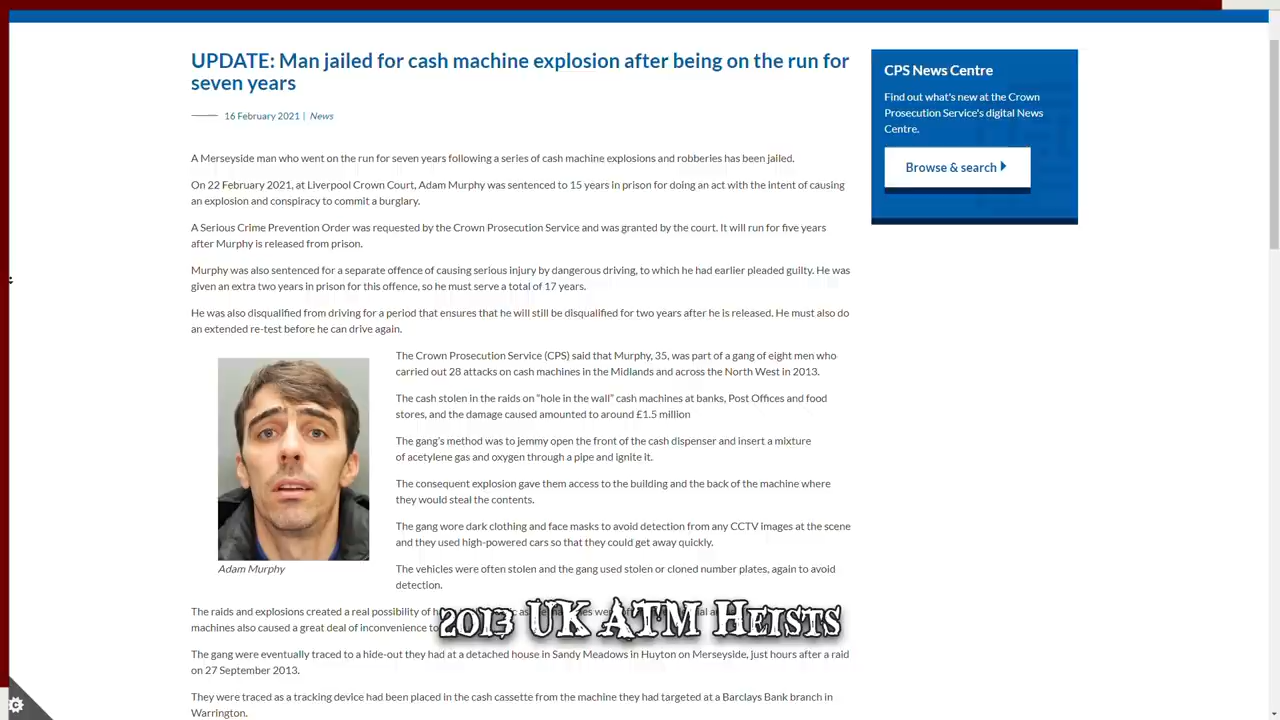 UPDATE: Man jailed for cash machine explosion after being on the run for
seven years
16 February 2021 | News
A Merseyside man who went on the run for seven years following a series of cash machine explosions and robberies has been jailed.
On 22 February 2021, at Liverpool Crown Court, Adam Murphy was sentenced to 15 years in prison for doing an act with the intent of causing
an explosion and conspiracy to commit a burglary.
A Serious Crime Prevention Order was requested by the Crown Prosecution Service and was granted by the court. It will run for five years
after Murphy is released from prison.
Murphy was also sentenced for a separate offence of causing serious injury by dangerous driving, to which he had earlier pleaded guilty. He was
given an extra two years in prison for this offence, so he must serve a total of 17 years.
He was also disqualified from driving for a period that ensures that he will still be disqualified for two years after he is released. He must also do
an extended re-test before he can drive again.
The Crown Prosecution Service (CPS) said that Murphy, 35, was part of a gang of eight men who
carried out 28 attacks on cash machines in the Midlands and across the North West in 2013.
The cash stolen in the raids on “hole in the wall” cash machines at banks, Post Offices and food
stores, and the damage caused amounted to around £1.5 million
The gang’s method was to jemmy open the front of the cash dispenser and insert a mixture
of acetylene gas and oxygen through a pipe and ignite it.
The consequent explosion gave them access to the building and the back of the machine where
they would steal the contents.
The gang wore dark clothing and face masks to avoid detection from any CCTV images at the scene
and they used high-powered cars so that they could get away quickly.
Adam Murphy
The vehicles were often stolen and the gang used stolen or cloned number plates, again to avoid
detection.
The raids and explosions created a real possibility of
machines also caused a great deal of inconvenience to
2013 UK ATM Heists
The gang were eventually traced to a hide-out they had at a detached house in Sandy Meadows in Huyton on Merseyside, just hours after a raid
on 27 September 2013.
They were traced as a tracking device had been placed in the cash cassette from the machine they had targeted at a Barclays Bank branch in
Warrington.
CPS News Centre
Find out what's new at the Crown
Prosecution Service's digital News
Centre.
Browse & search